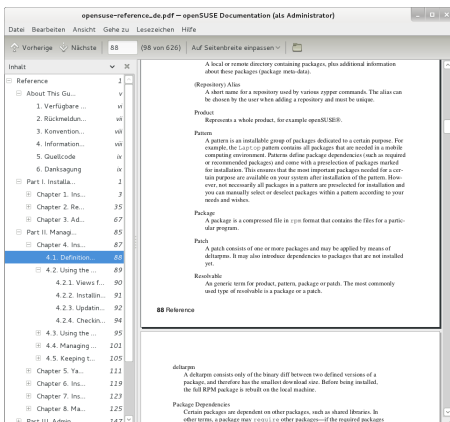 opensuse-reference_de.pdf — openSUSE Documentation (als Administrator)
Datei Bearbeiten Ansicht Gehe zu Lesezeichen Hilfe
Vorherige Nächste 88 (98 von 626) Auf Seitenbreite einpassen
Inhalt
Reference 1
About This Gu... v
1. Verfügbare ... vi
2. Rückmeldun... vii
3. Konvention... viii
4. Information... viii
5. Quellcode ix
6. Danksagung ix
Part I. Installa... 1
Chapter 1. Ins... 3
Chapter 2. Re... 35
Chapter 3. Ad... 67
Part II. Managi... 85
Chapter 4. Ins... 87
4.1. Definition... 88
4.2. Using the ... 89
4.2.1. Views f... 90
4.2.2. Installin... 91
4.2.3. Updatin... 92
4.2.4. Checkin... 94
4.3. Using the ... 95
4.4. Managing ... 101
4.5. Keeping t... 105
Chapter 5. Ya... 111
Chapter 6. Ins... 119
Chapter 7. Ins... 123
Chapter 8. Ma... 125
Part III. Admin... 147
A local or remote directory containing packages, plus additional information
about these packages (package meta-data).
(Repository) Alias
A short name for a repository used by various zypper commands. The alias can
be chosen by the user when adding a repository and must be unique.
Product
Represents a whole product, for example openSUSE®.
Pattern
A pattern is an installable group of packages dedicated to a certain purpose. For
example, the Laptop pattern contains all packages that are needed in a mobile
computing environment. Patterns define package dependencies (such as required
or recommended packages) and come with a preselection of packages marked
for installation. This ensures that the most important packages needed for a cer-
tain purpose are available on your system after installation of the pattern. How-
ever, not necessarily all packages in a pattern are preselected for installation and
you can manually select or deselect packages within a pattern according to your
needs and wishes.
Package
A package is a compressed file in rpm format that contains the files for a partic-
ular program.
Patch
A patch consists of one or more packages and may be applied by means of
deltarpms. It may also introduce dependencies to packages that are not installed
yet.
Resolvable
An generic term for product, pattern, package or patch. The most commonly
used type of resolvable is a package or a patch.
88 Reference
deltarpm
A deltarpm consists only of the binary diff between two defined versions of a
package, and therefore has the smallest download size. Before being installed,
the full RPM package is rebuilt on the local machine.
Package Dependencies
Certain packages are dependent on other packages, such as shared libraries. In
other terms, a package may require other packages—if the required packages